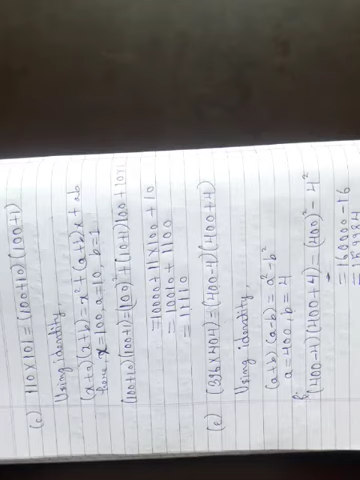 (c) 110×101 = (100+10) (100+1)
Using identity,
(x+a)(a+b) = x²+(a+b)x+ab
here x=100, a=10, b=1
(100+10)(100+1)=(100)²+(10+1)100+10×1
=10000+11×100+10
=10010+1100
=11110
(e) (396×404) = (400-4)(400+4)
Using identity,
(a+b)(a-b) = a²-b²
a=400, b=4
(400-4)(400+4) = (400)²-4²
=160000-16
=159984